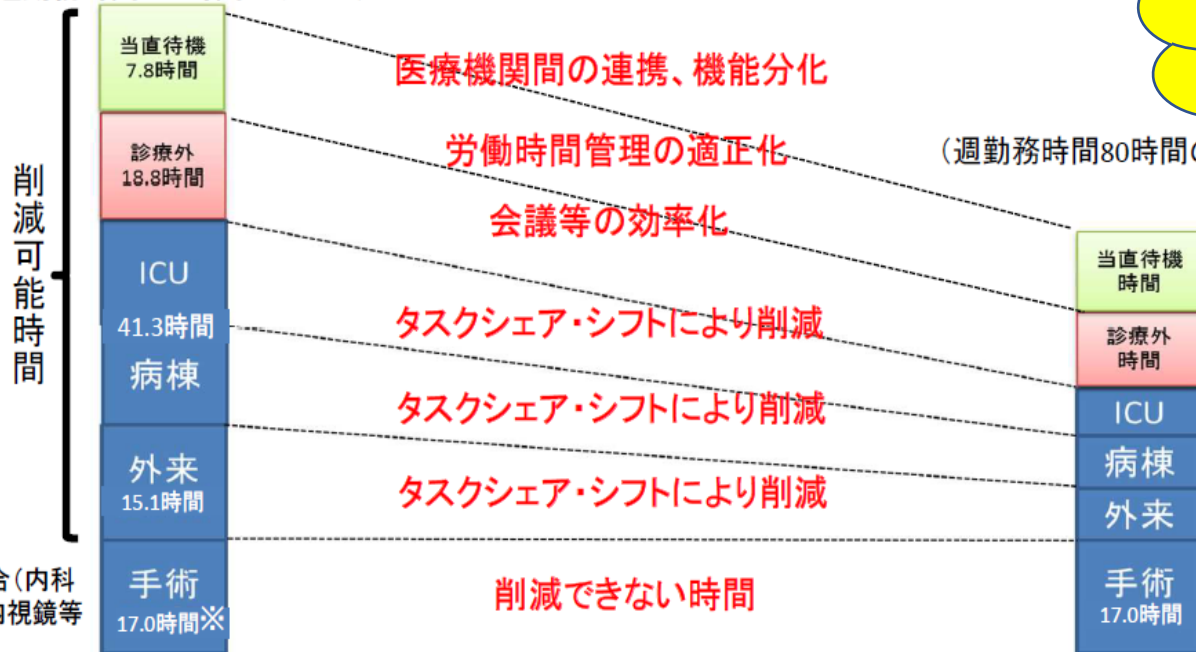 当直待機
7.8時間
診療外
18.8時間
ICU
41.3時間
病棟
外来
15.1時間
手術
17.0時間※
削減可能時間
合(内科
視鏡等
医療機関間の連携、機能分化
労働時間管理の適正化
会議等の効率化
タスクシェア・シフトにより削減
タスクシェア・シフトにより削減
タスクシェア・シフトにより削減
削減できない時間
(週勤務時間80時間の
当直待機
時間
診療外
時間
ICU
病棟
外来
手術
17.0時間